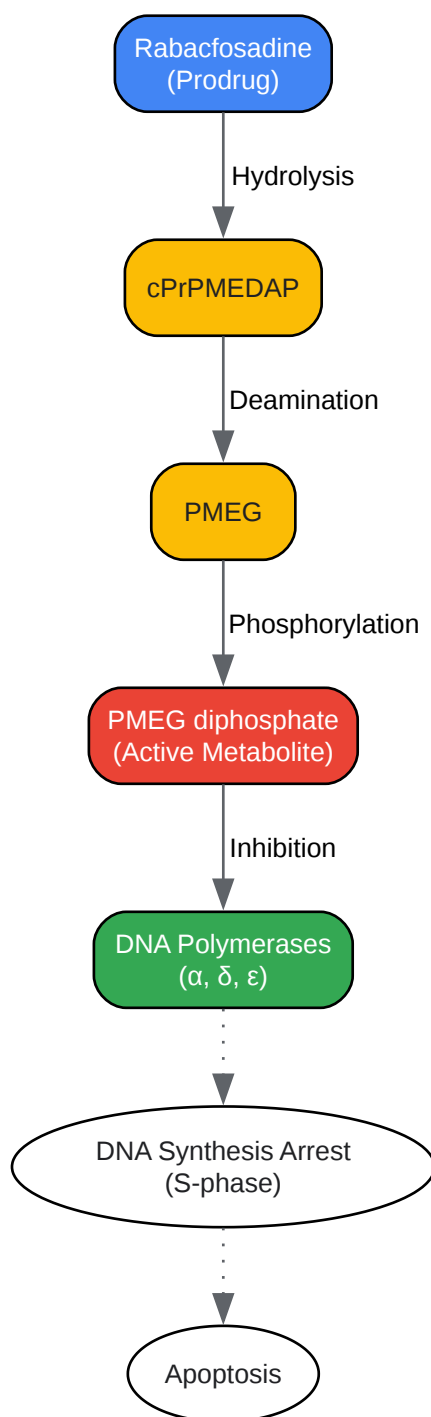 Rabacfosadine
(Prodrug)
Hydrolysis
cPrPMEDAP
Deamination
PMEG
Phosphorylation
PMEG diphosphate
(Active Metabolite)
Inhibition
DNA Polymerases
(α, δ, ε)
DNA Synthesis Arrest
(S-phase)
Apoptosis